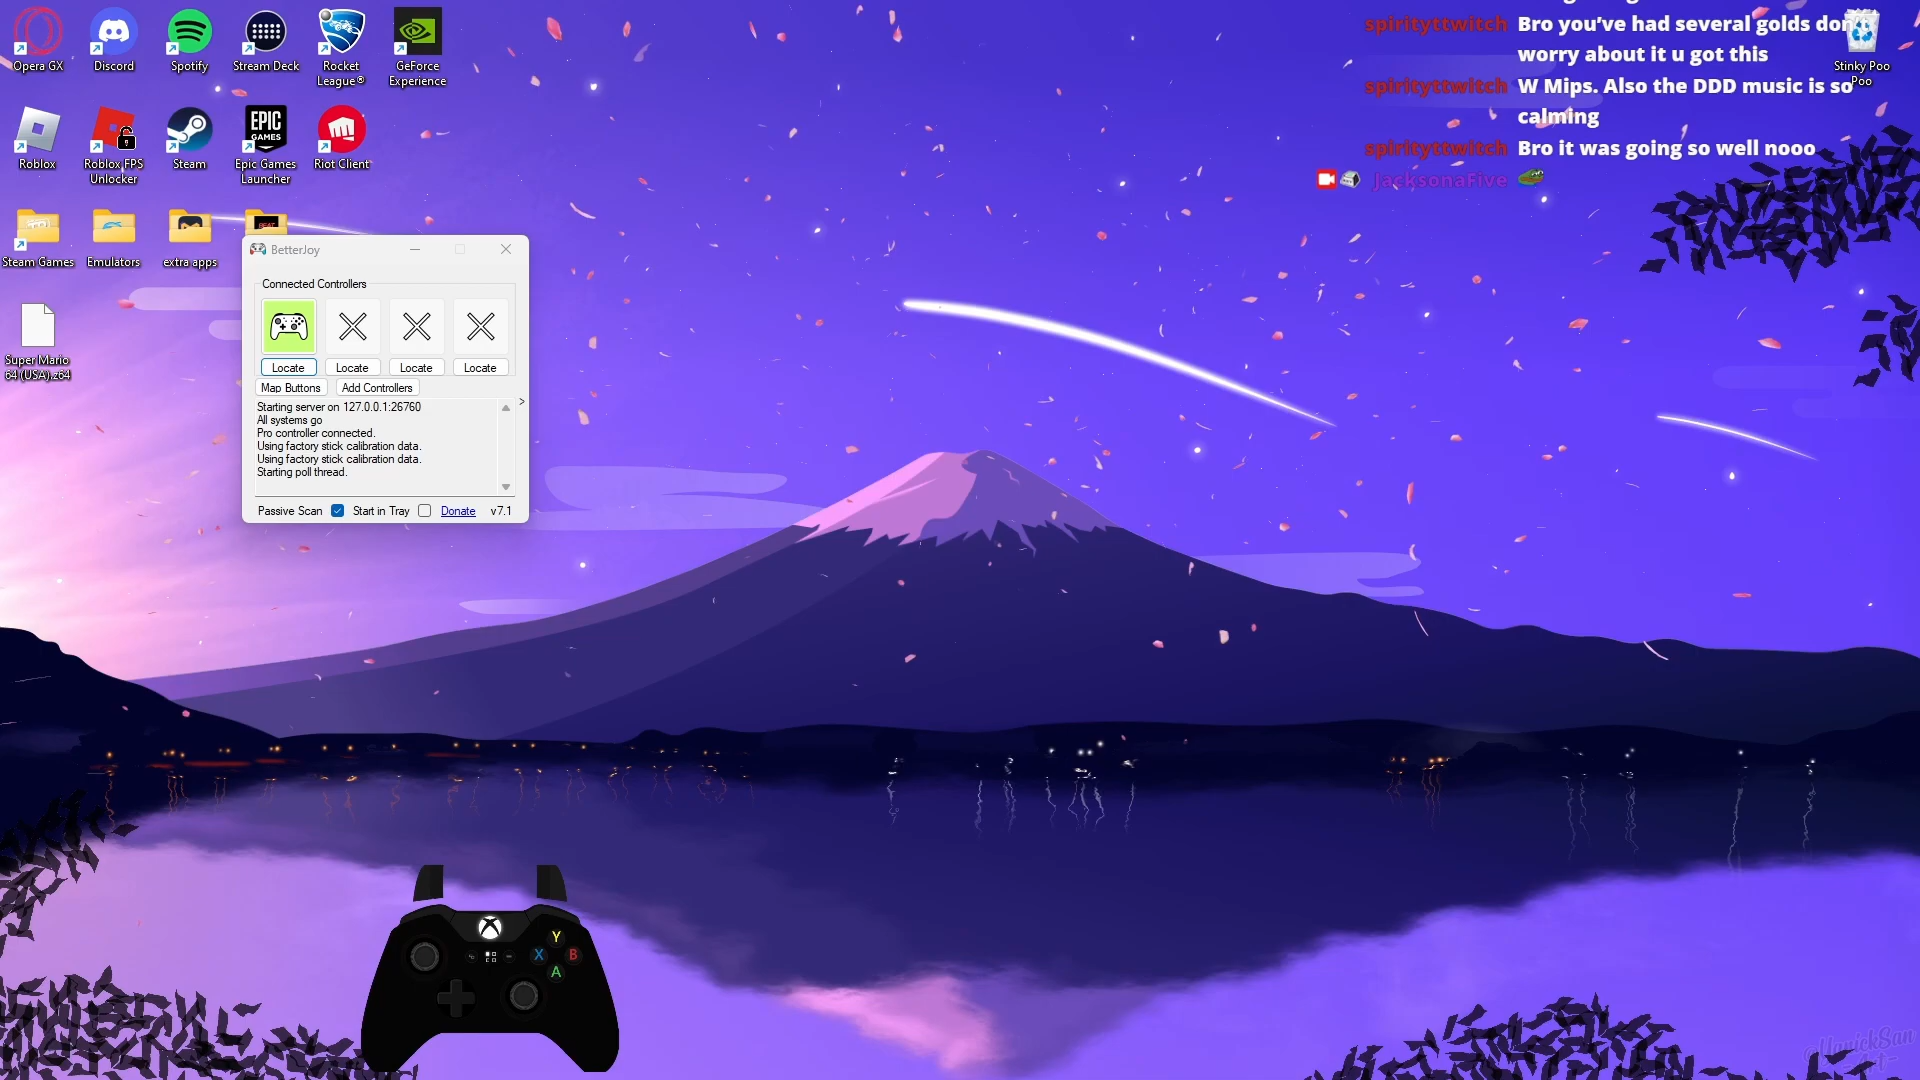 Opera GX
Discord
Spotify
Stream Deck
Rocket
League®
GeForce
Experience
Roblox
Roblox FPS
Unlocker
Steam
EPIC
GAMES
Epic Games
Launcher
Riot Client
Steam Games
Emulators
extra apps
Super Mario
64 (USA).z64
BetterJoy
Connected Controllers
Locate
Locate
Locate
Locate
Map Buttons
Add Controllers
>
Starting server on 127.0.0.1:26760
All systems go
Pro controller connected.
Using factory stick calibration data.
Using factory stick calibration data.
Starting poll thread.
Passive Scan
Start in Tray
Donate
v7.1
spirityttwitch Bro you’ve had several golds don't
worry about it u got this
spirityttwitch W Mips. Also the DDD music is so
calming
spirityttwitch Bro it was going so well nooo
JacksonaFive
Stinky Poo
Poo
Y
X
B
A